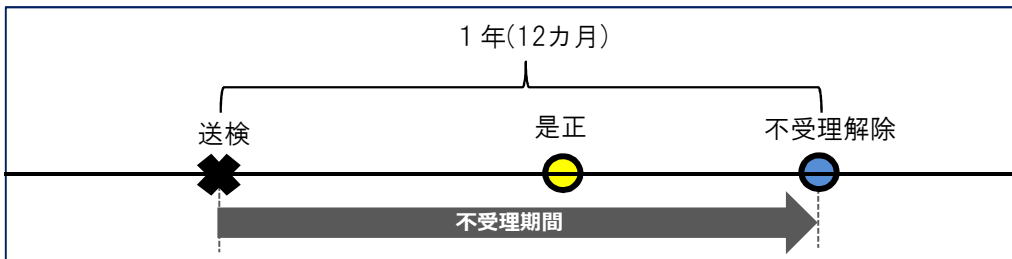 1年(12カ月)
送検
是正
不受理解除
不受理期間